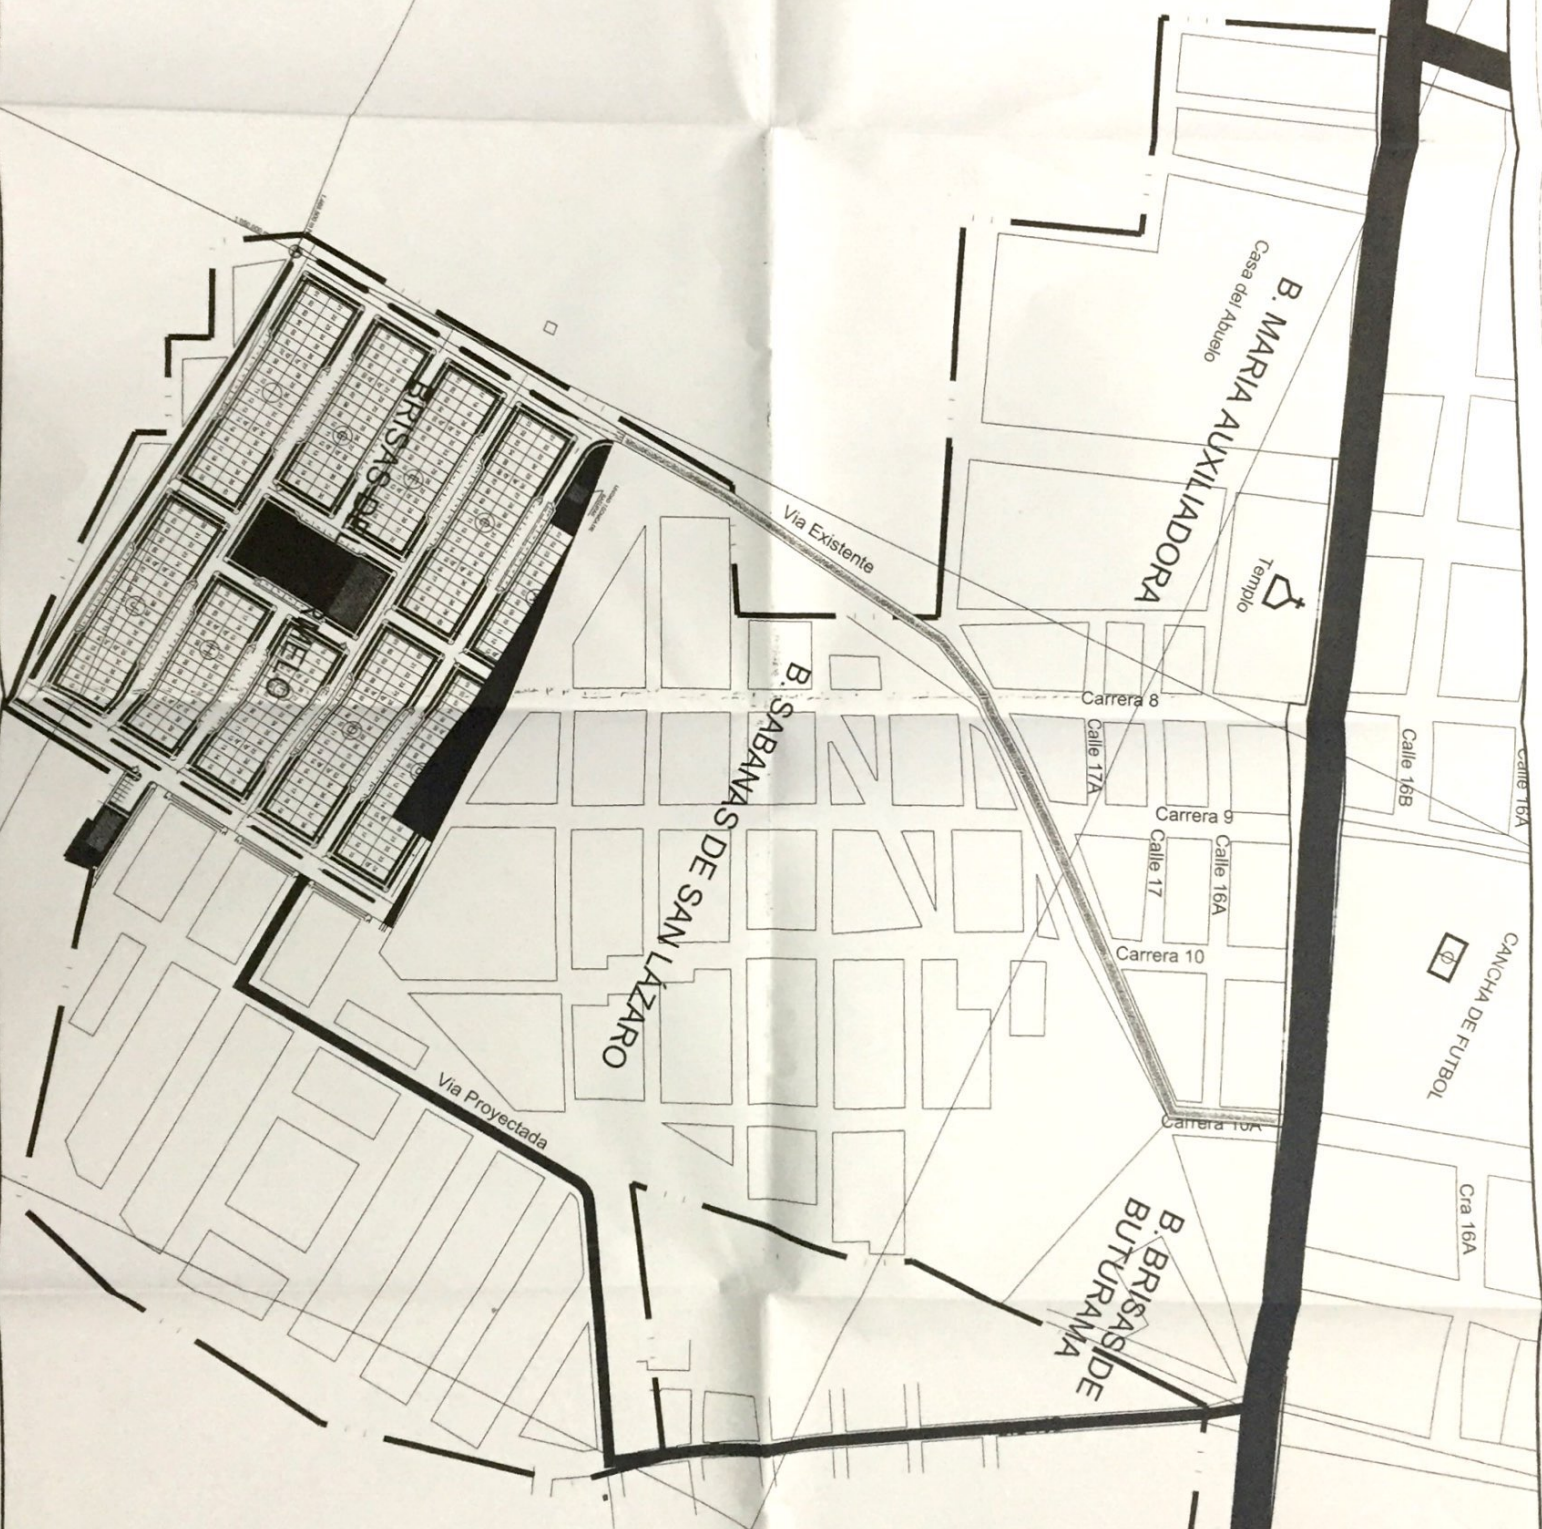 B. MARIA AUXILIADORA
Casa del Abuelo
Templo
BRISAS DEL
CARMELO
Via Existente
B. SABANAS DE SAN LÁZARO
Carrera 8
Calle 17A
Calle 16B
Calle 16A
Carrera 9
Calle 17
Calle 16A
Carrera 10
CANCHA DE FUTBOL
Via Proyectada
Carrera 10A
Cra 16A
B. BRISAS DE
BUTURAMA